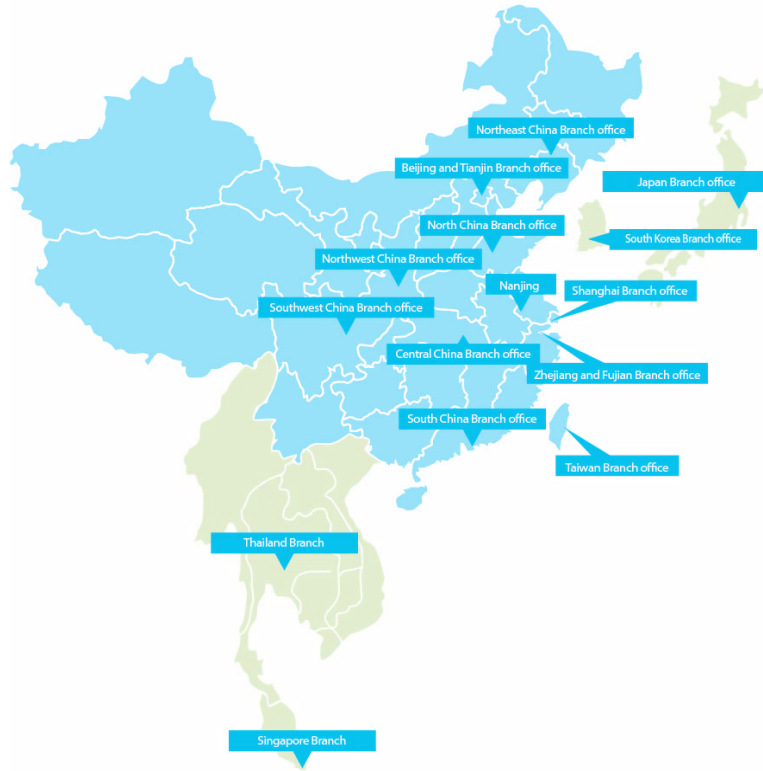 Northeast China Branch office
Beijing and Tianjin Branch office
Japan Branch office
North China Branch office
South Korea Branch office
Northwest China Branch office
Nanjing
Shanghai Branch office
Southwest China Branch office
Central China Branch office
Zhejiang and Fujian Branch office
South China Branch office
Taiwan Branch office
Thailand Branch
Singapore Branch